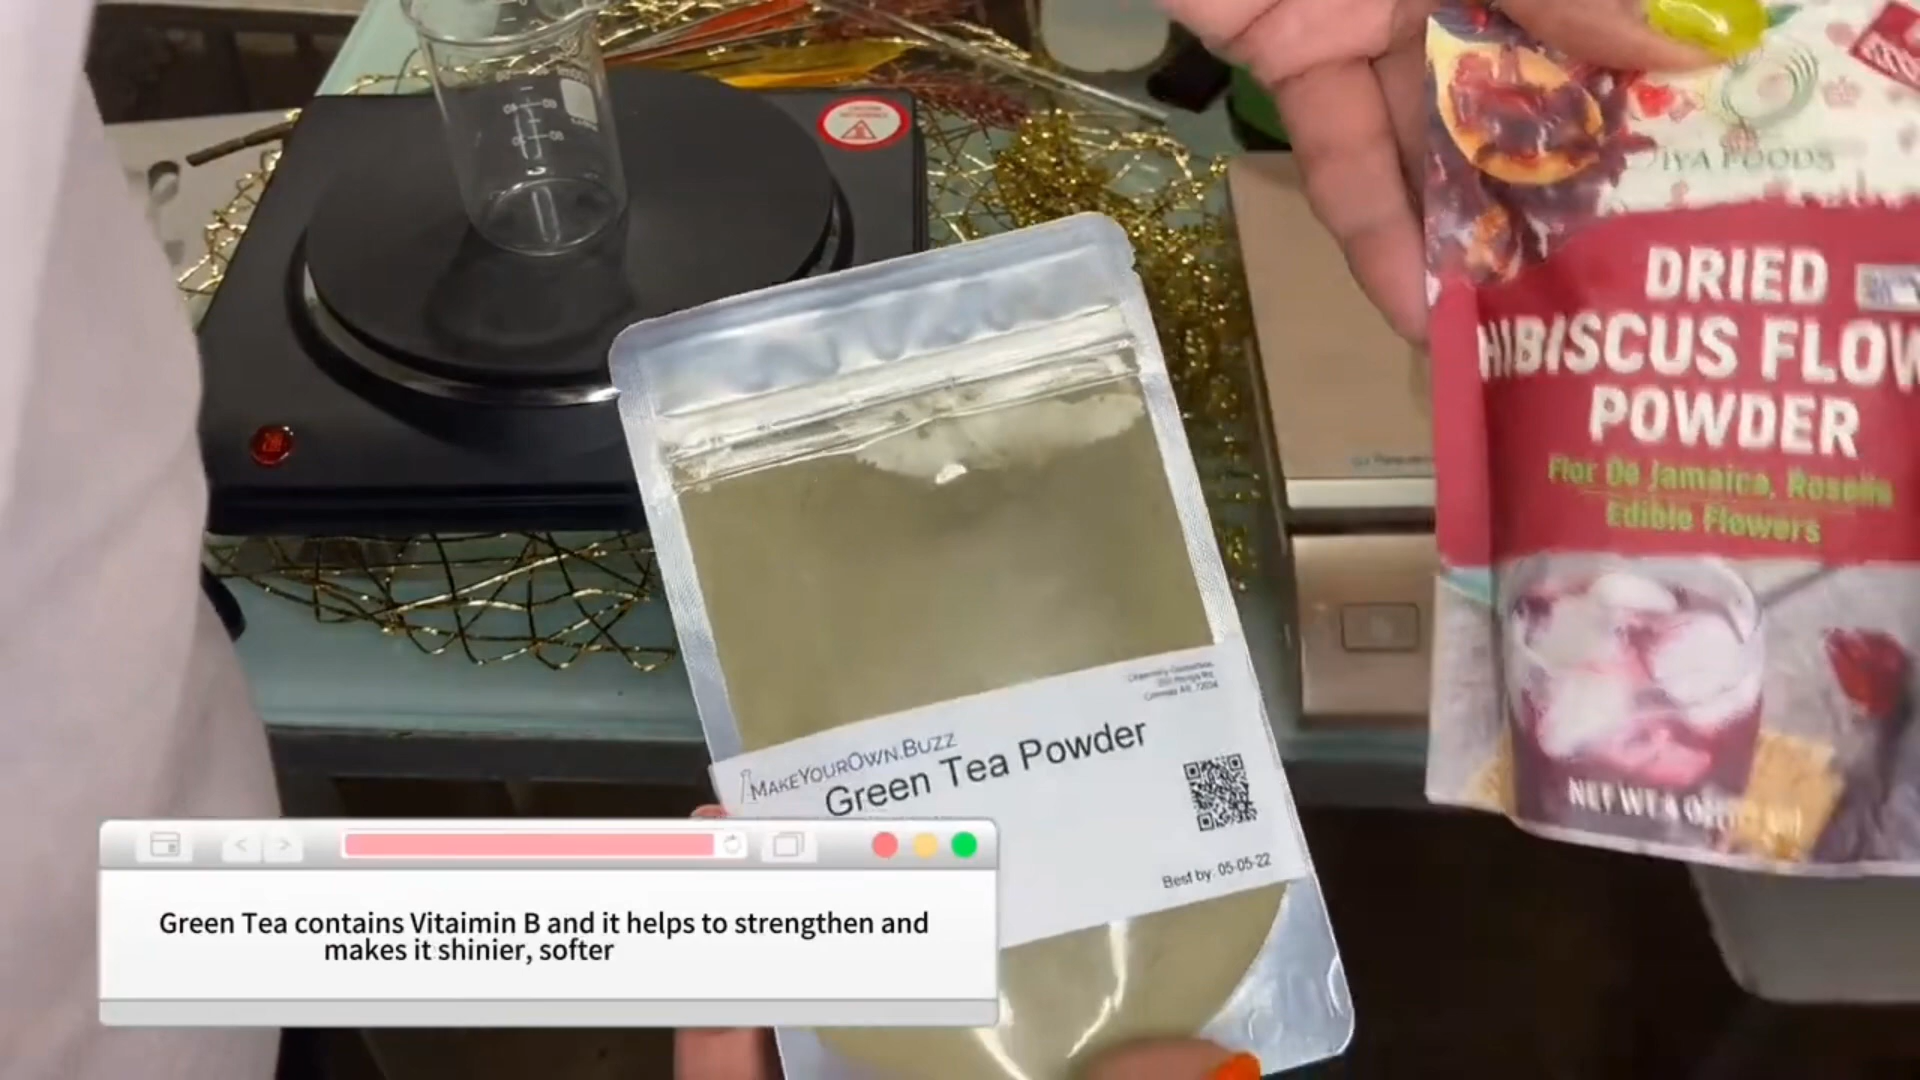 DRIED
HIBISCUS FLOW
POWDER
Flor De Jamaica, Roselle
Edible Flowers
MAKEYOUROWN.BUZZ
Green Tea Powder
Best by: 05-05-22
Green Tea contains Vitaimin B and it helps to strengthen and
makes it shinier, softer